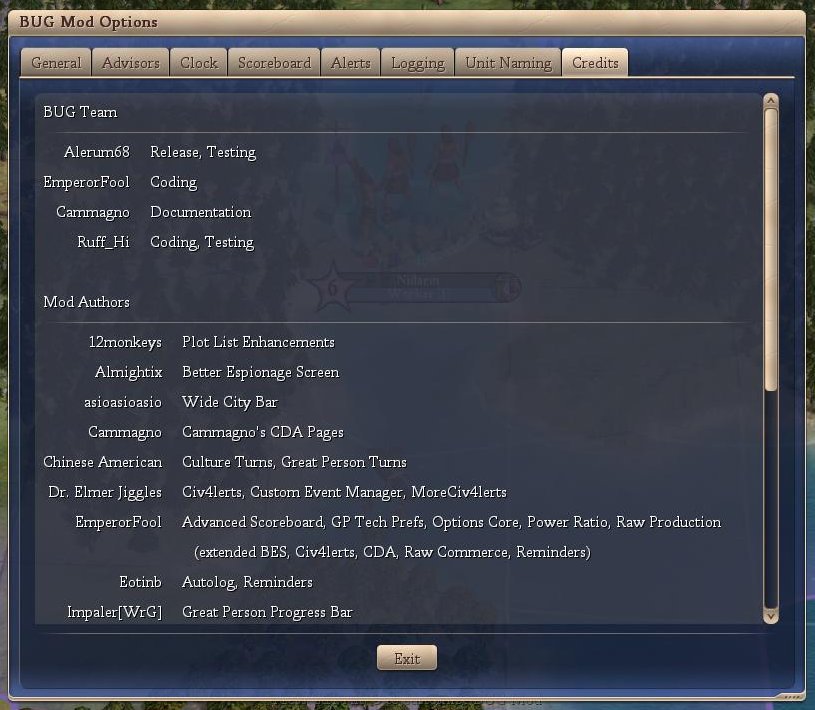 BUG Mod Options
General Advisors Clock Scoreboard Alerts Logging Unit Naming Credits
BUG Team
Alerum68 Release, Testing
EmperorFool Coding
Cammagno Documentation
Ruff_Hi Coding, Testing
6
Mod Authors
12monkeys Plot List Enhancements
Almightix Better Espionage Screen
asioasioasio Wide City Bar
Cammagno Cammagno's CDA Pages
Chinese American Culture Turns, Great Person Turns
Dr. Elmer Jiggles Civ4lerts, Custom Event Manager, MoreCiv4lerts
EmperorFool Advanced Scoreboard, GP Tech Prefs, Options Core, Power Ratio, Raw Production
(extended BES, Civ4lerts, CDA, Raw Commerce, Reminders)
Eotinb Autolog, Reminders
Impaler[WrG] Great Person Progress Bar
Exit